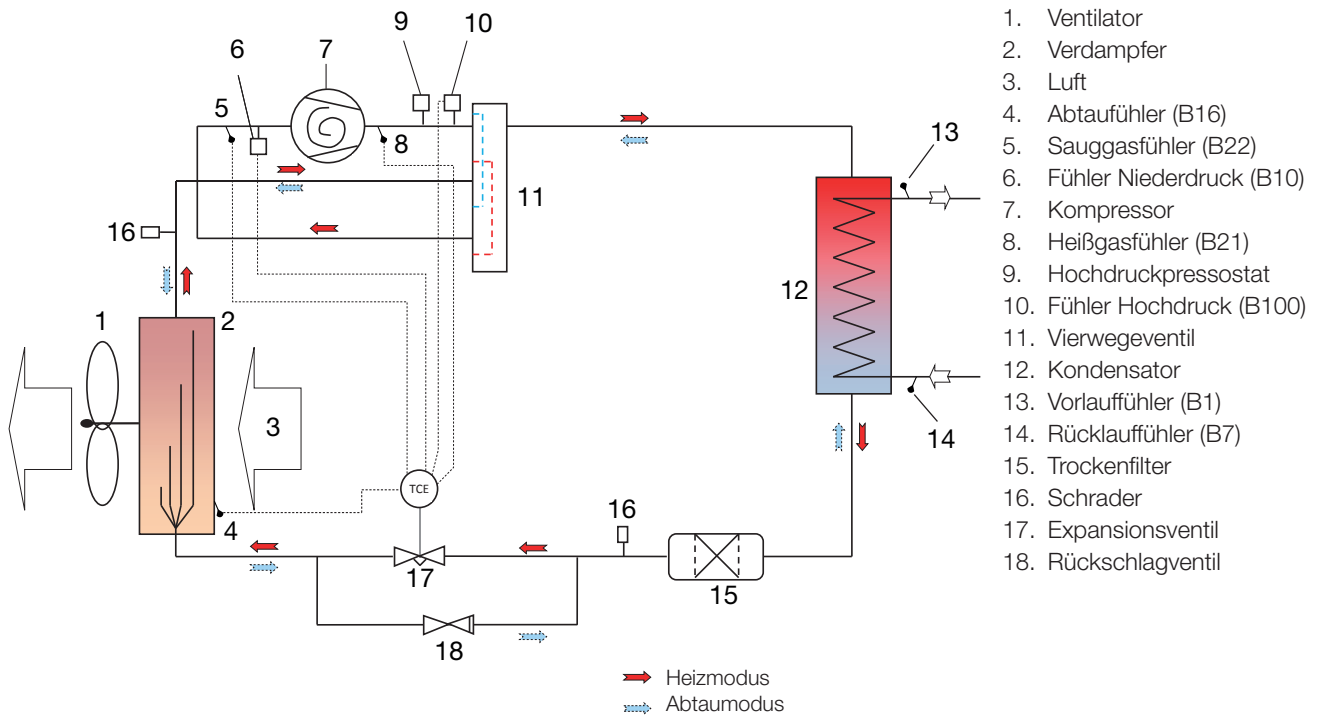 9
10
7
6
5
8
13
11
16
12
2
1
3
14
4
TCE
16
17
15
18
Heizmodus
Abtaumodus
1. Ventilator
2. Verdampfer
3. Luft
4. Abtaufühler (B16)
5. Sauggasfühler (B22)
6. Fühler Niederdruck (B10)
7. Kompressor
8. Heißgasfühler (B21)
9. Hochdruckpressostat
10. Fühler Hochdruck (B100)
11. Vierwegeventil
12. Kondensator
13. Vorlauffühler (B1)
14. Rücklauffühler (B7)
15. Trockenfilter
16. Schrader
17. Expansionsventil
18. Rückschlagventil